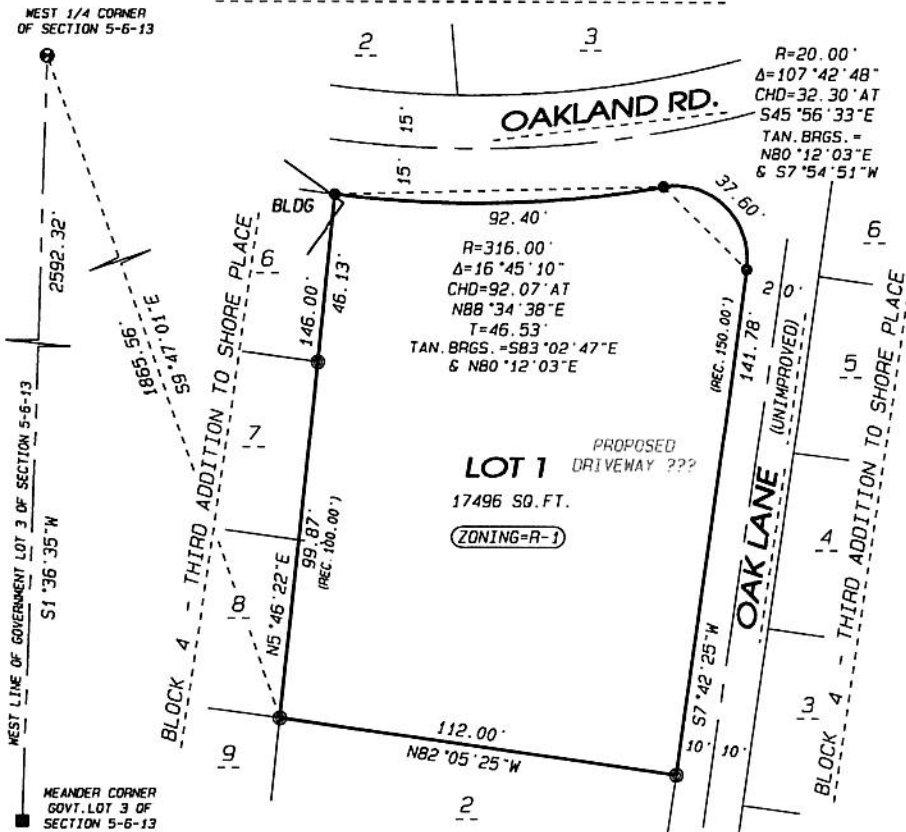 WEST 1/4 CORNER
OF SECTION 5-6-13
2
3
R=20.00'
Δ=107°42'48"
CHD=32.30'AT
S45°56'33"E
TAN.BRGS.=
N80°12'03"E
& S7°54'51"W
OAKLAND RD.
15'
15'
BLDG
92.40'
37.60'
R=316.00'
Δ=16°45'10"
CHD=92.07'AT
N88°34'38"E
T=46.53'
TAN.BRGS.=S83°02'47"E
& N80°12'03"E
2592.32'
S9°47'01"E
1865.56'
WEST LINE OF GOVERNMENT LOT 3 OF SECTION 5-6-13
S1°36'35"W
BLOCK 4 - THIRD ADDITION TO SHORE PLACE
6
7
8
9
146.00'
46.13'
N5°46'22"E
99.87'
(REC.100.00')
LOT 1
17496 SQ.FT.
ZONING=R-1
PROPOSED
DRIVEWAY ???
(REC.150.00')
141.78'
S7°42'25"W
20'
(UNIMPROVED)
OAK LANE
10'
10'
6
5
4
3
BLOCK 4 - THIRD ADDITION TO SHORE PLACE
112.00'
N82°05'25"W
2
MEANDER CORNER
GOVT.LOT 3 OF
SECTION 5-6-13